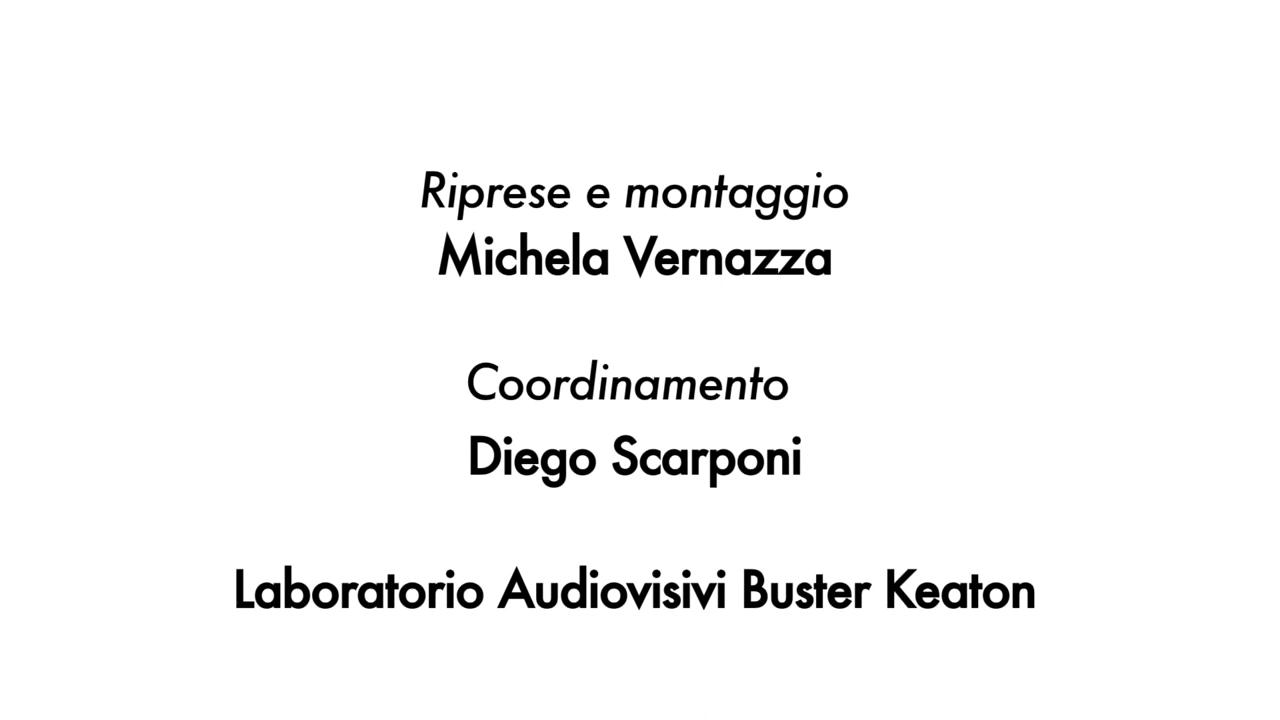 Riprese e montaggio
Michela Vernazza
Coordinamento
Diego Scarponi
Laboratorio Audiovisivi Buster Keaton